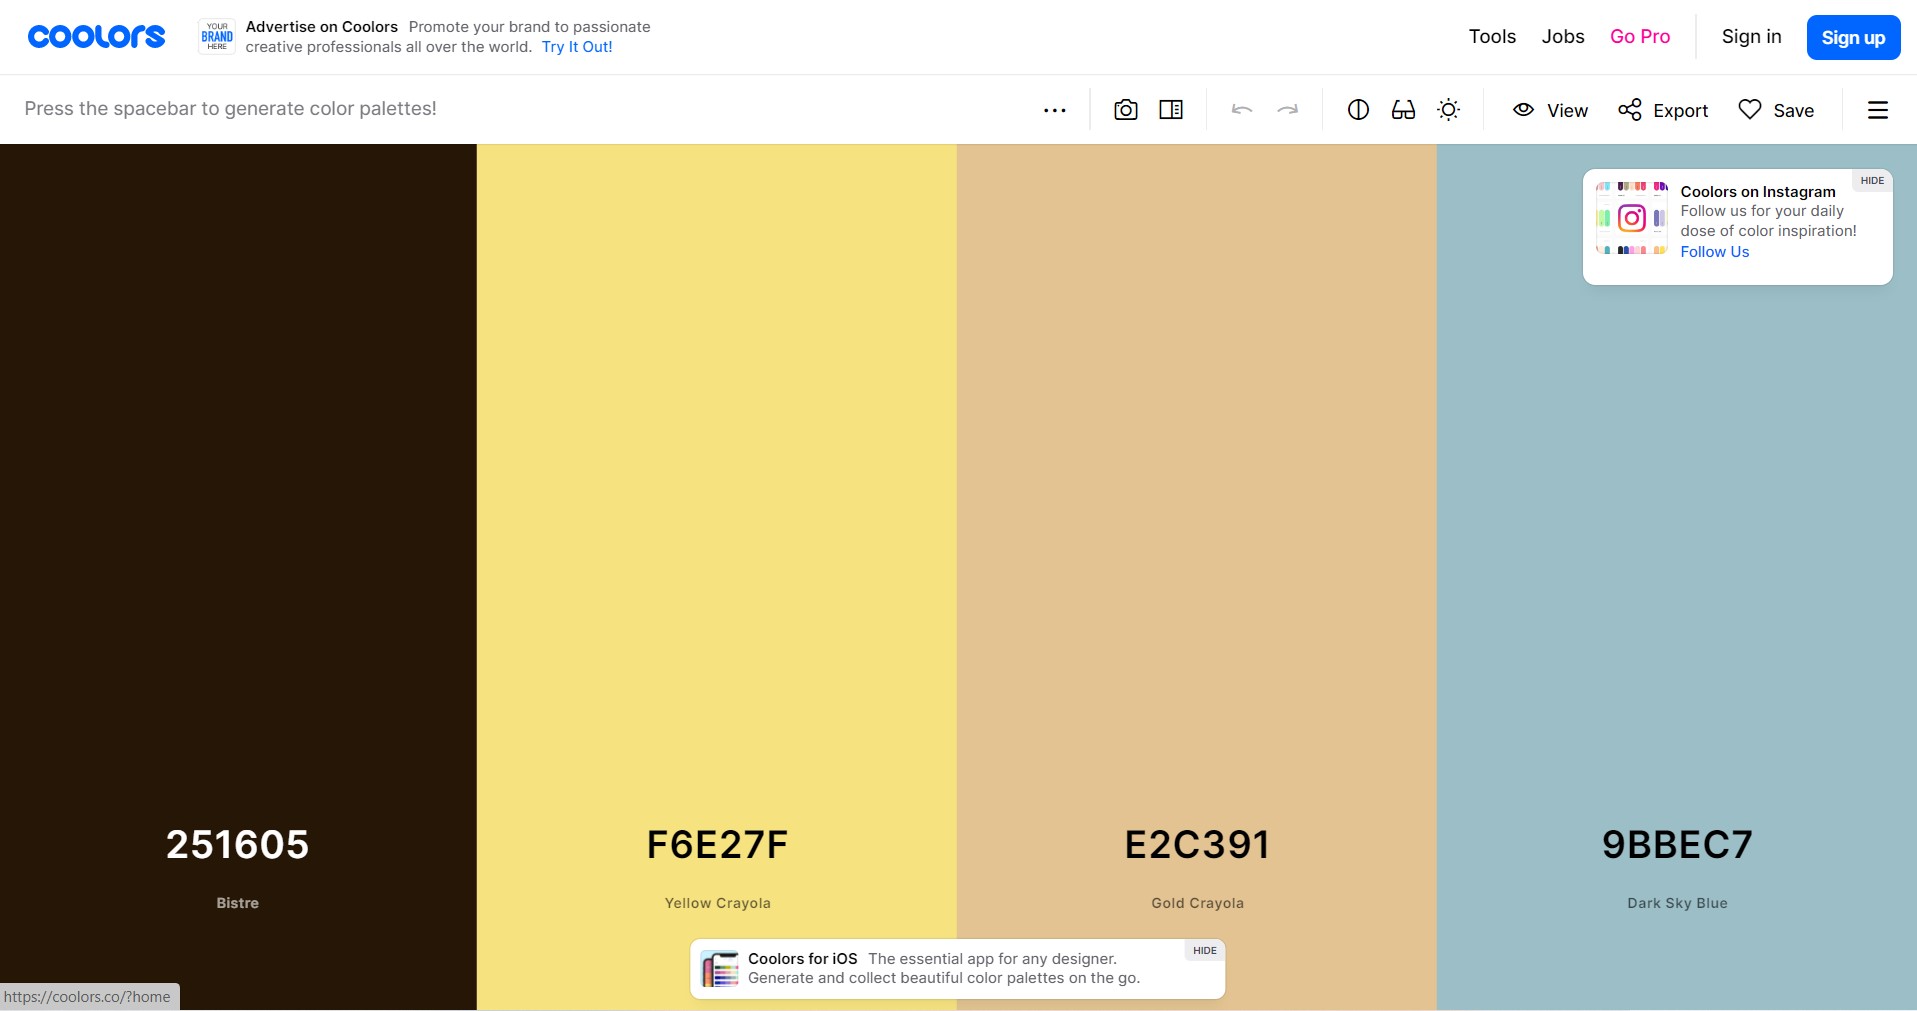 coolors
YOUR
BRAND
HERE
Advertise on Coolors Promote your brand to passionate
creative professionals all over the world. Try It Out!
Tools
Jobs
Go Pro
Sign in
Sign up
Press the spacebar to generate color palettes!
View
Export
Save
HIDE
Coolors on Instagram
Follow us for your daily
dose of color inspiration!
Follow Us
251605
Bistre
F6E27F
Yellow Crayola
E2C391
Gold Crayola
9BBEC7
Dark Sky Blue
HIDE
Coolors for iOS The essential app for any designer.
Generate and collect beautiful color palettes on the go.
https://coolors.co/?home